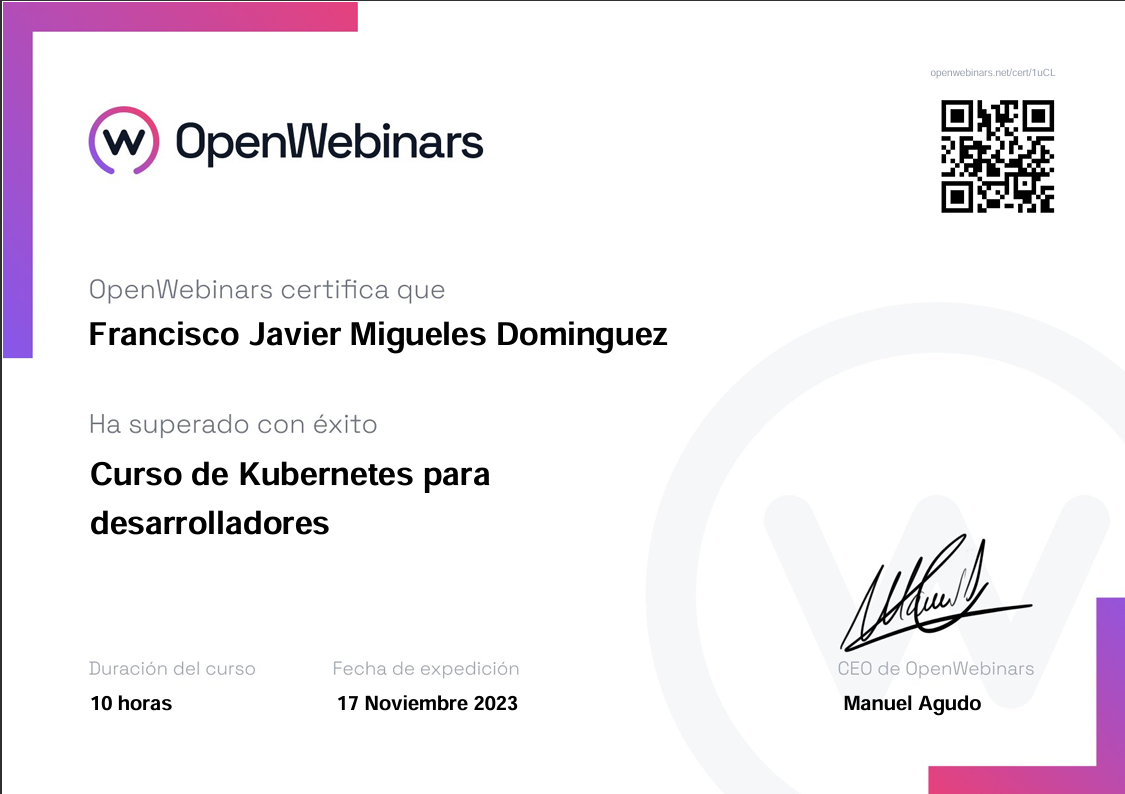 openwebinars.net/cert/1uCL
OpenWebinars
OpenWebinars certifica que
Francisco Javier Migueles Dominguez
Ha superado con éxito
Curso de Kubernetes para
desarrolladores
Duración del curso
10 horas
Fecha de expedición
17 Noviembre 2023
CEO de OpenWebinars
Manuel Agudo